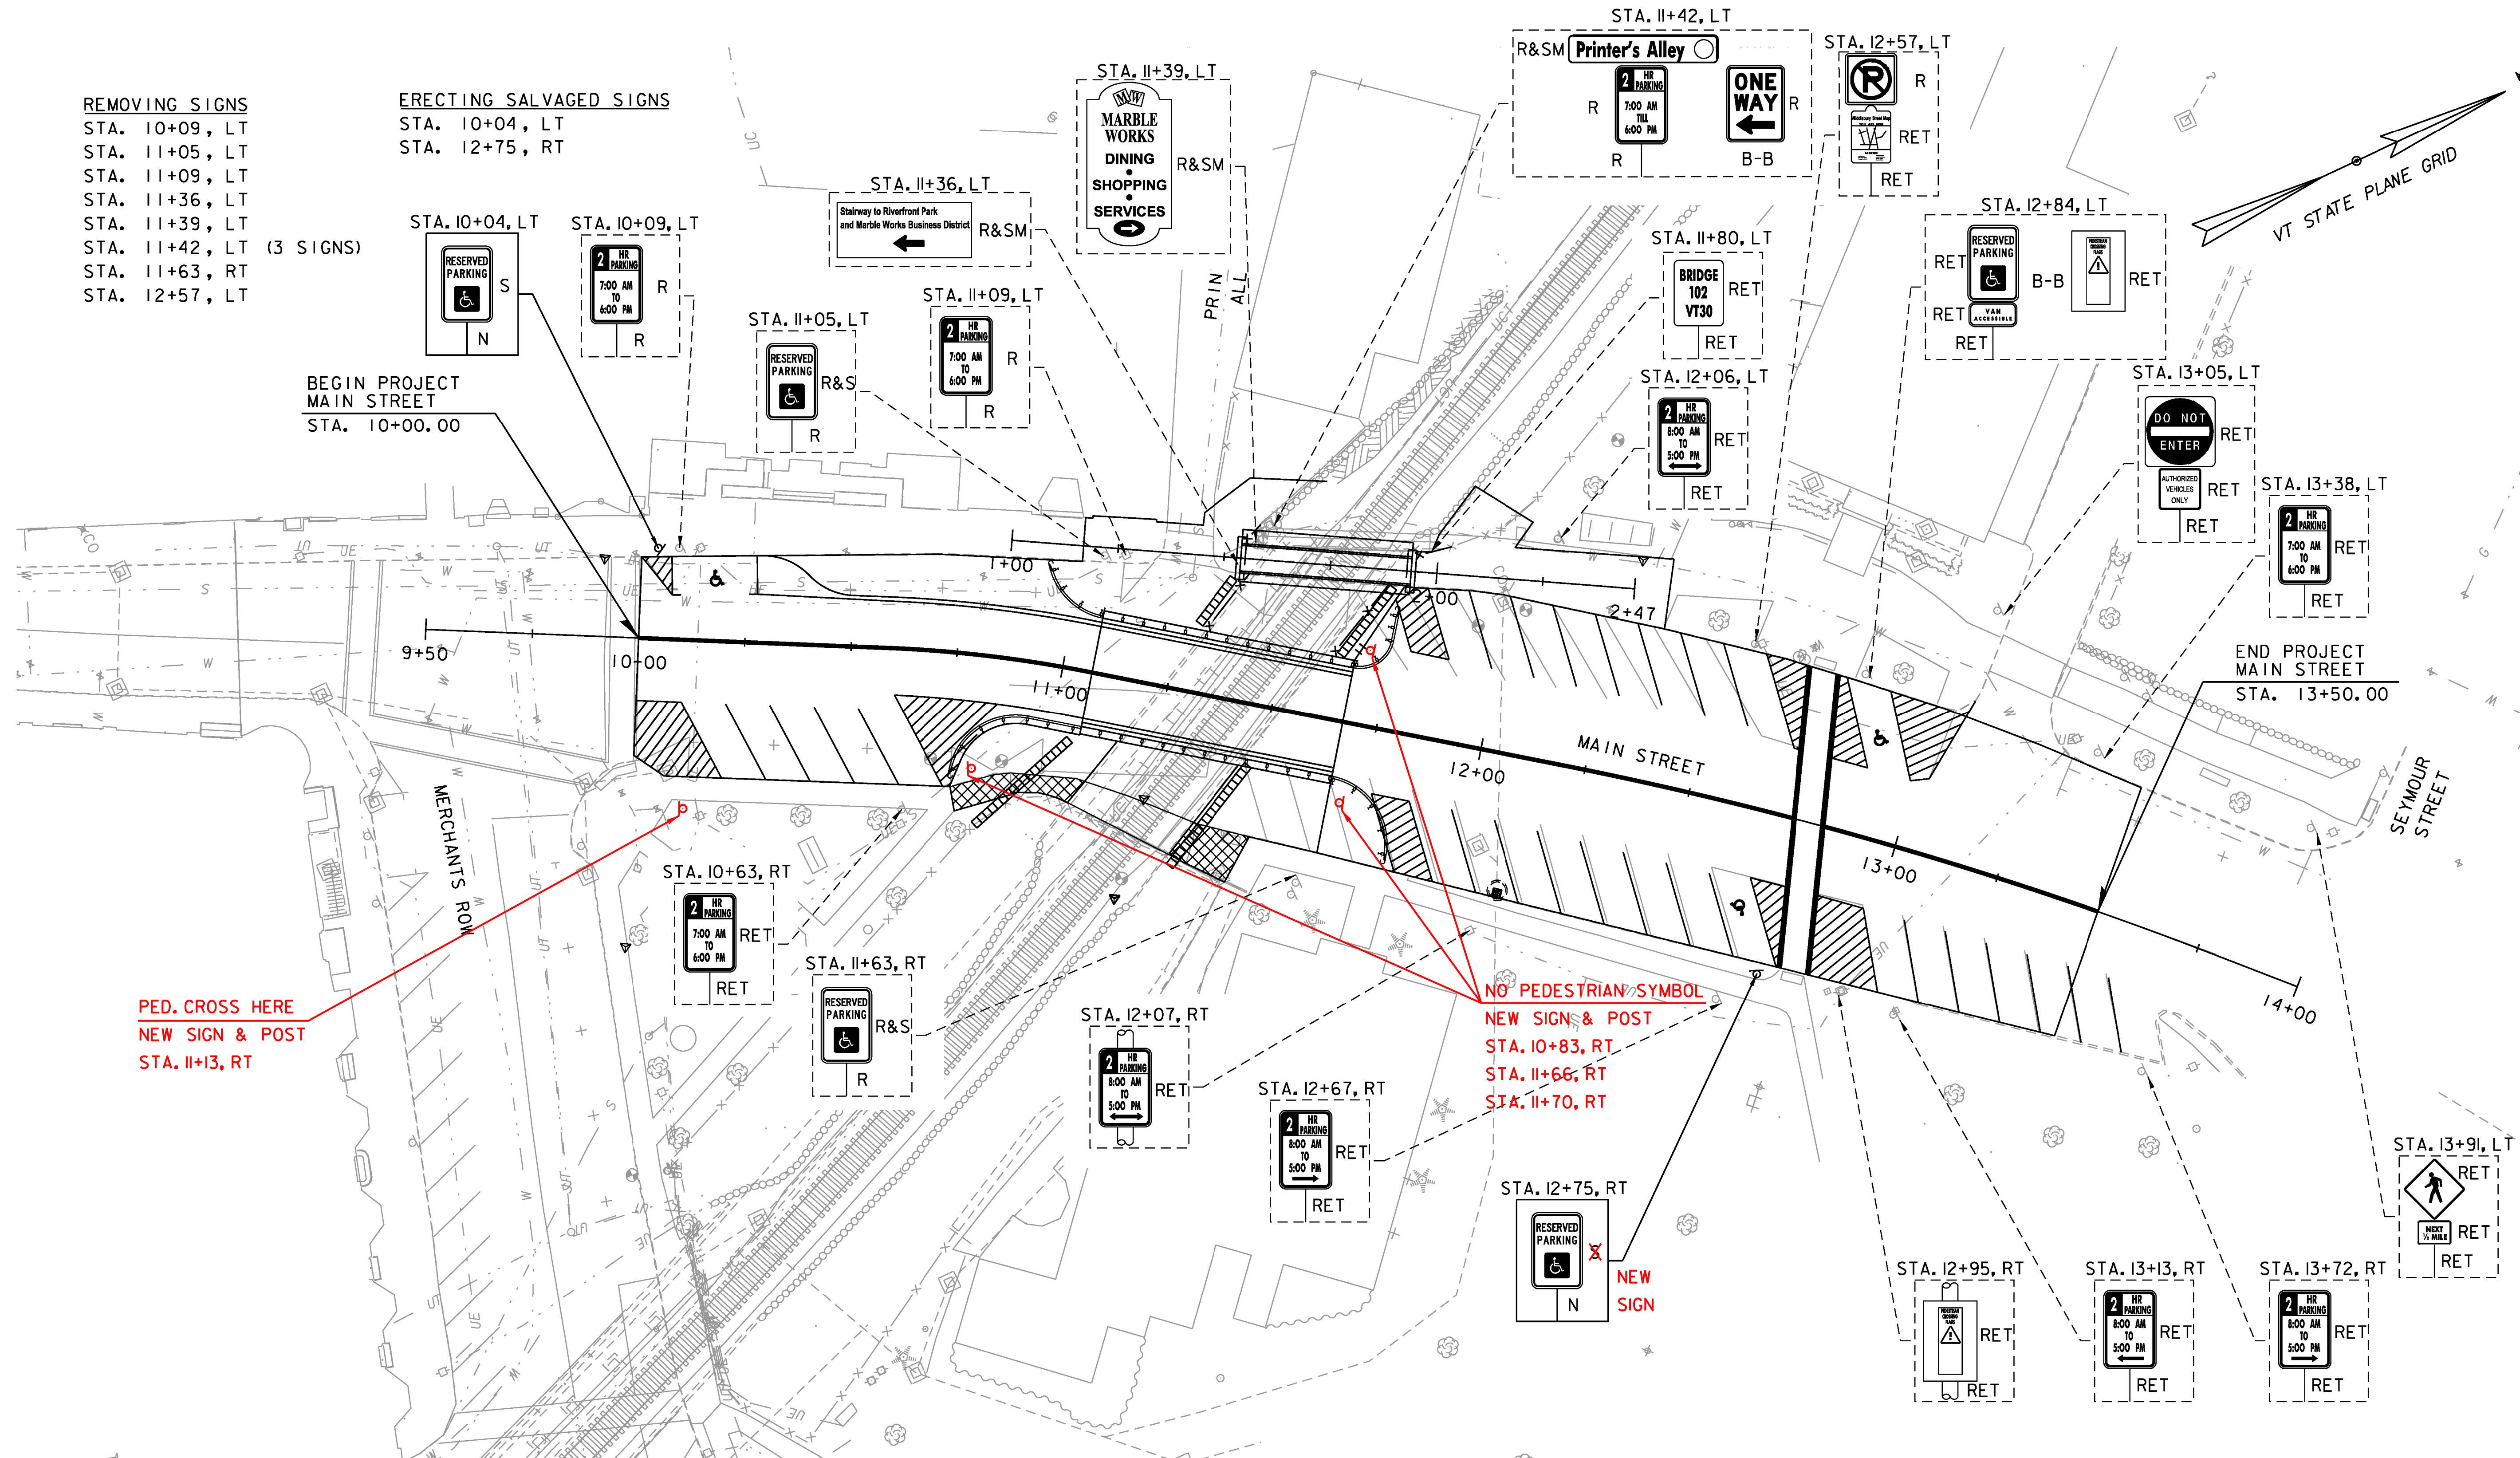 REMOVING SIGNS
STA. 10+09, LT
STA. 11+05, LT
STA. 11+09, LT
STA. 11+36, LT
STA. 11+39, LT
STA. 11+42, LT (3 SIGNS)
STA. 11+63, RT
STA. 12+57, LT
ERECTING SALVAGED SIGNS
STA. 10+04, LT
STA. 12+75, RT
STA. 10+04, LT
RESERVED
PARKING
S
N
STA. 10+09, LT
2 HR
PARKING
7:00 AM
TO
6:00 PM
R
R
BEGIN PROJECT
MAIN STREET
STA. 10+00.00
STA. 11+05, LT
RESERVED
PARKING
R&S
R
STA. 11+36, LT
Stairway to Riverfront Park
and Marble Works Business District
R&SM
STA. 11+09, LT
2 HR
PARKING
7:00 AM
TO
6:00 PM
R
R
STA. 11+39, LT
MW
MARBLE
WORKS
DINING
•
SHOPPING
•
SERVICES
R&SM
PRIN
ALL
STA. 11+42, LT
R&SM
Printer's Alley
R
2 HR
PARKING
7:00 AM
TILL
6:00 PM
R
ONE
WAY
R
B-B
STA. 12+57, LT
P
R
Middlebury Street Map
RET
RET
STA. 11+80, LT
BRIDGE
102
VT30
RET
RET
STA. 12+06, LT
2 HR
PARKING
8:00 AM
TO
5:00 PM
RET
RET
STA. 12+84, LT
RET
RESERVED
PARKING
B-B
PEDESTRIAN
CROSSING
FLAGS
RET
RET
VAN
ACCESSIBLE
RET
VT STATE PLANE GRID
STA. 13+05, LT
DO NOT
ENTER
RET
AUTHORIZED
VEHICLES
ONLY
RET
RET
STA. 13+38, LT
2 HR
PARKING
7:00 AM
TO
6:00 PM
RET
RET
END PROJECT
MAIN STREET
STA. 13+50.00
9+50
10+00
11+00
12+00
13+00
14+00
1+00
2+00
2+47
MAIN STREET
MERCHANTS ROW
SEYMOUR
STREET
PED. CROSS HERE
NEW SIGN & POST
STA. 11+13, RT
STA. 10+63, RT
2 HR
PARKING
7:00 AM
TO
6:00 PM
RET
RET
STA. 11+63, RT
RESERVED
PARKING
R&S
R
STA. 12+07, RT
2 HR
PARKING
8:00 AM
TO
5:00 PM
RET
STA. 12+67, RT
2 HR
PARKING
8:00 AM
TO
5:00 PM
RET
RET
NO PEDESTRIAN SYMBOL
NEW SIGN & POST
STA. 10+83, RT
STA. 11+66, RT
STA. 11+70, RT
STA. 12+75, RT
RESERVED
PARKING
S
N
NEW
SIGN
STA. 12+95, RT
PEDESTRIAN
CROSSING
FLAGS
RET
RET
STA. 13+13, RT
2 HR
PARKING
8:00 AM
TO
5:00 PM
RET
RET
STA. 13+72, RT
2 HR
PARKING
8:00 AM
TO
5:00 PM
RET
RET
STA. 13+91, LT
RET
NEXT
½ MILE
RET
RET